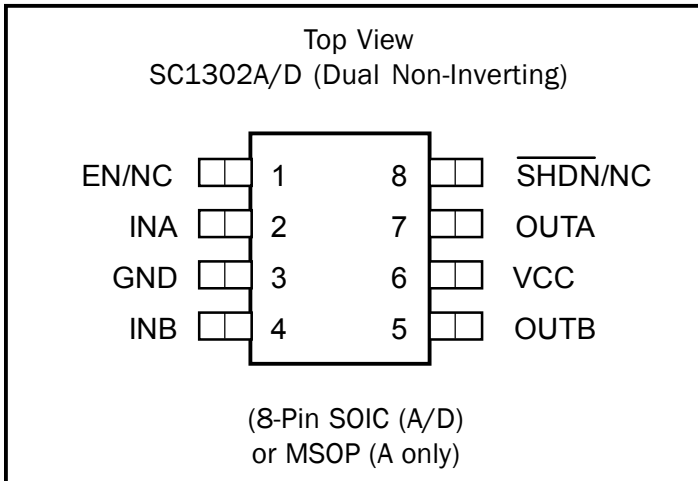 Top View
SC1302A/D (Dual Non-Inverting)
EN/NC 1 8 SHDN/NC
INA 2 7 OUTA
GND 3 6 VCC
INB 4 5 OUTB
(8-Pin SOIC (A/D)
or MSOP (A only)